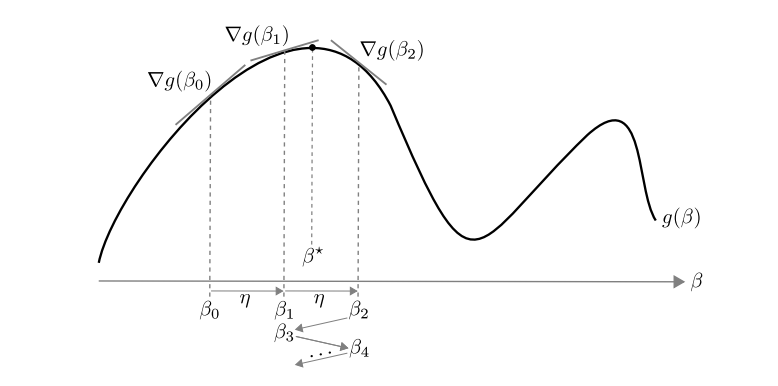 ∇g(β₁)
∇g(β₂)
∇g(β₀)
g(β)
β⋆
β
η η
β₀ β₁ β₂
β₃
β₄
...